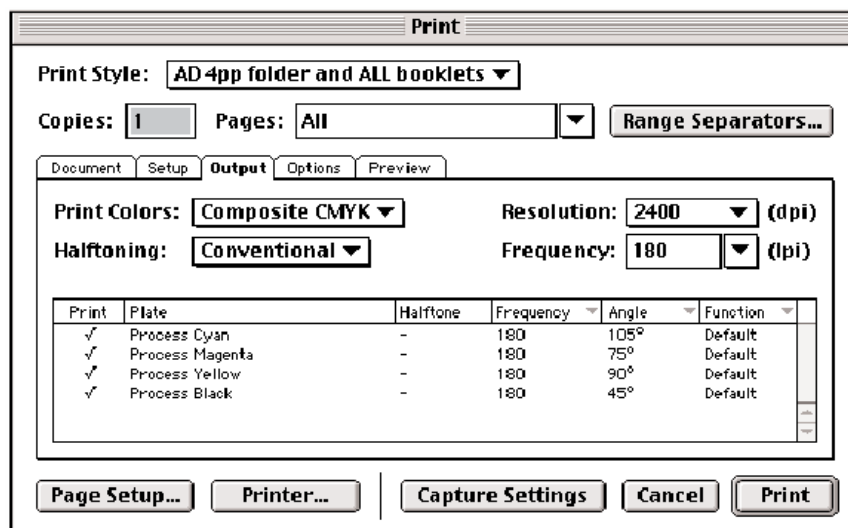 Print
Print Style: AD 4pp folder and ALL booklets
Copies: 1 Pages: All Range Separators...
Document Setup Output Options Preview
Print Colors: Composite CMYK Resolution: 2400 (dpi)
Halftoning: Conventional Frequency: 180 (lpi)
Print Plate Halftone Frequency Angle Function
√ Process Cyan - 180 105° Default
√ Process Magenta - 180 75° Default
√ Process Yellow - 180 90° Default
√ Process Black - 180 45° Default
Page Setup... Printer... Capture Settings Cancel Print